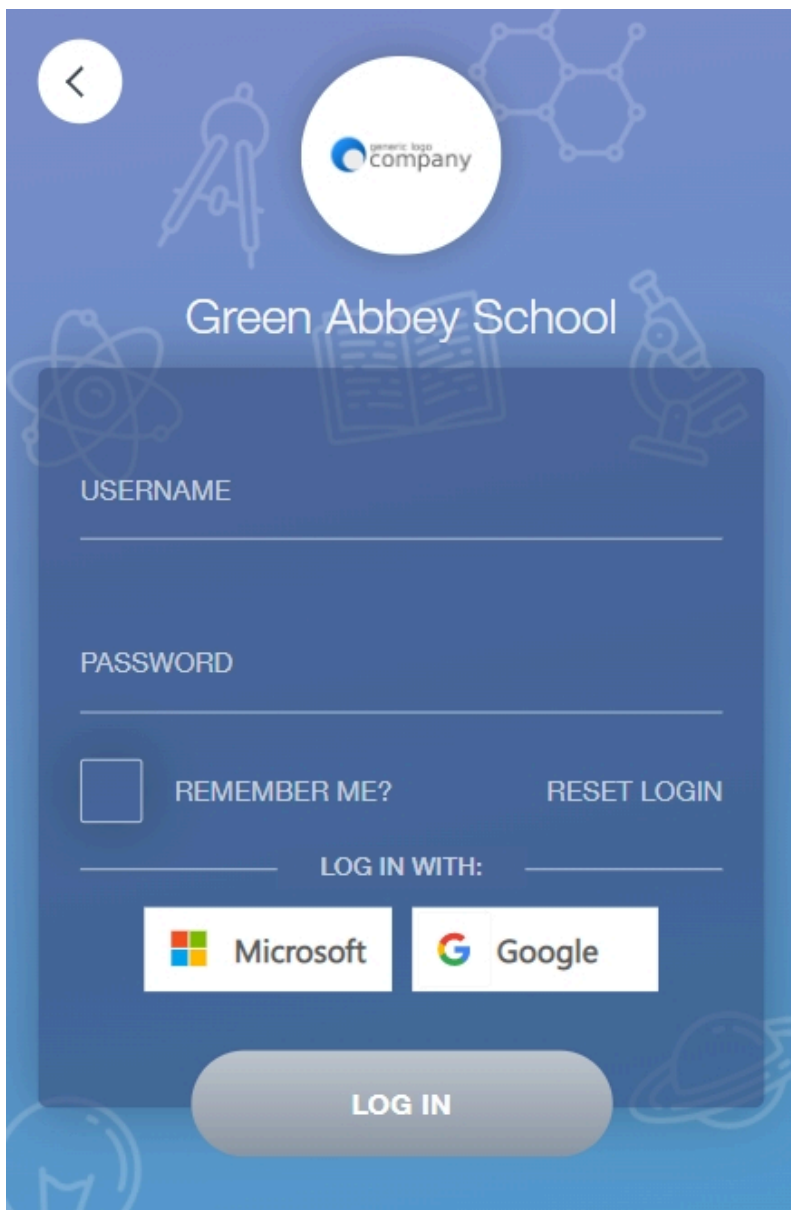 generic logo
company
Green Abbey School
USERNAME
PASSWORD
REMEMBER ME? RESET LOGIN
LOG IN WITH:
Microsoft Google
LOG IN